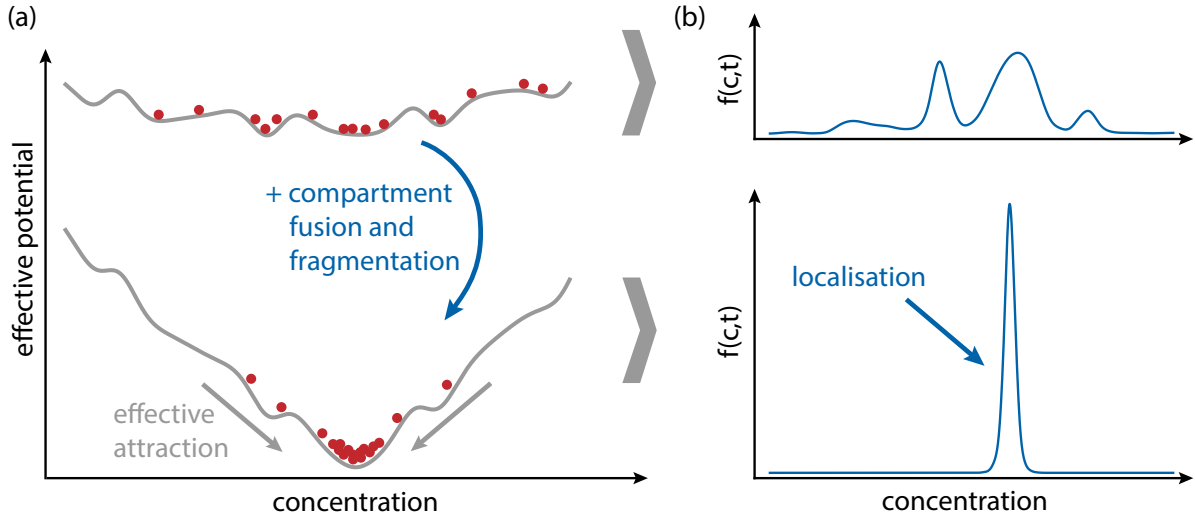 (a)
effective potential
+ compartment
fusion and
fragmentation
effective
attraction
concentration
(b)
f(c,t)
f(c,t)
localisation
concentration